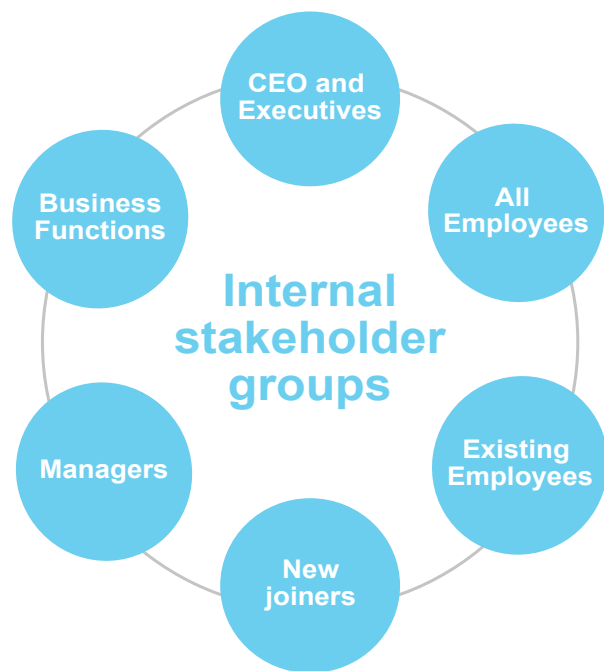 CEO and
Executives
All
Employees
Existing
Employees
New
joiners
Managers
Business
Functions
Internal
stakeholder
groups